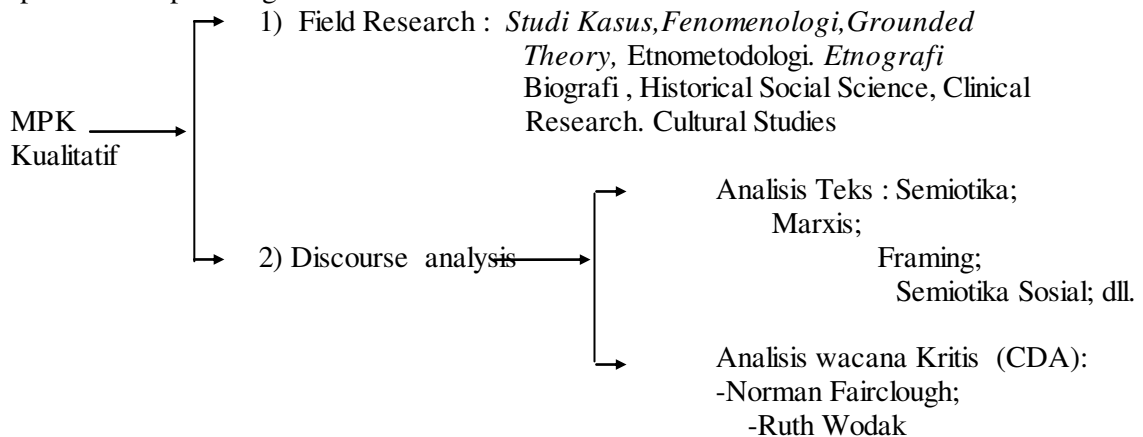 1) Field Research : Studi Kasus,Fenomenologi,Grounded
Theory, Etnometodologi. Etnografi
Biografi , Historical Social Science, Clinical
Research. Cultural Studies
MPK
Kualitatif
Analisis Teks : Semiotika;
Marxis;
2) Discourse analysis
Framing;
Semiotika Sosial; dll.
Analisis wacana Kritis (CDA):
-Norman Fairclough;
-Ruth Wodak